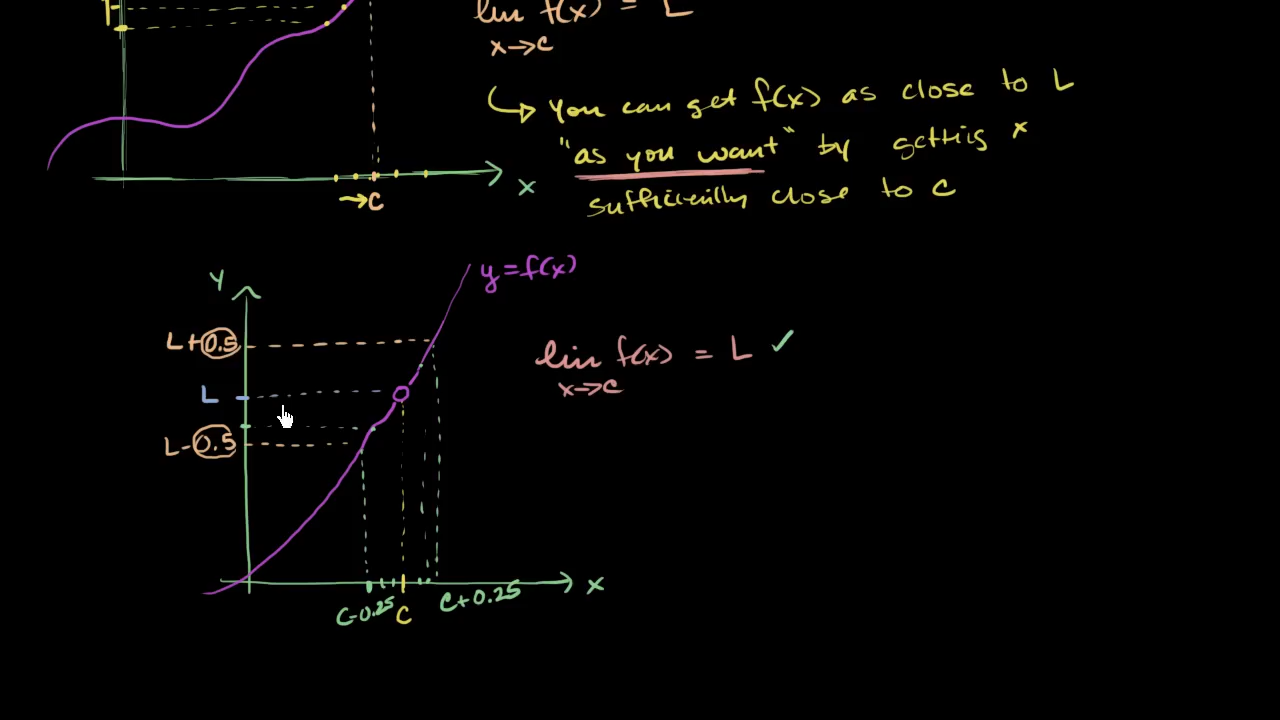 lim f(x) = L
x→c
↳ you can get f(x) as close to L
"as you want" by getting x
sufficiently close to c
x
→c
y
y=f(x)
L+0.5
lim f(x) = L ✓
x→c
L
L-0.5
x
c-0.25
c
c+0.25